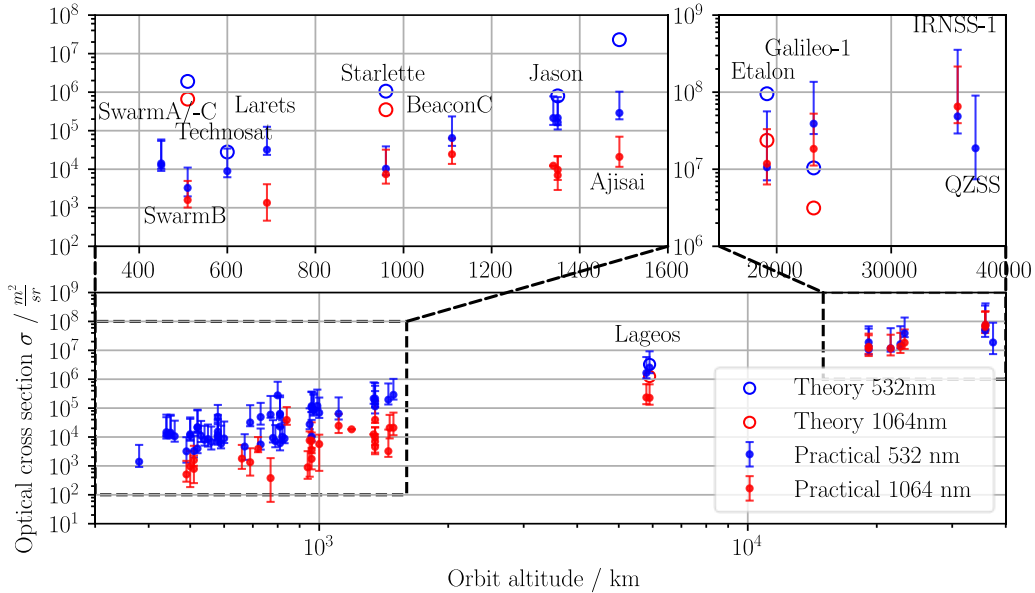 10^8
10^7
10^6
10^5
10^4
10^3
10^2
SwarmA/-C
Technosat
Larets
Starlette
BeaconC
Jason
SwarmB
Ajisai
400 600 800 1000 1200 1400 1600
10^9
10^8
10^7
10^6
IRNSS-1
Galileo-1
Etalon
QZSS
20000 30000 40000
Optical cross section σ / \frac{m^2}{sr}
10^9
10^8
10^7
10^6
10^5
10^4
10^3
10^2
10^1
Lageos
Theory 532nm
Theory 1064nm
Practical 532 nm
Practical 1064 nm
10^3 10^4
Orbit altitude / km